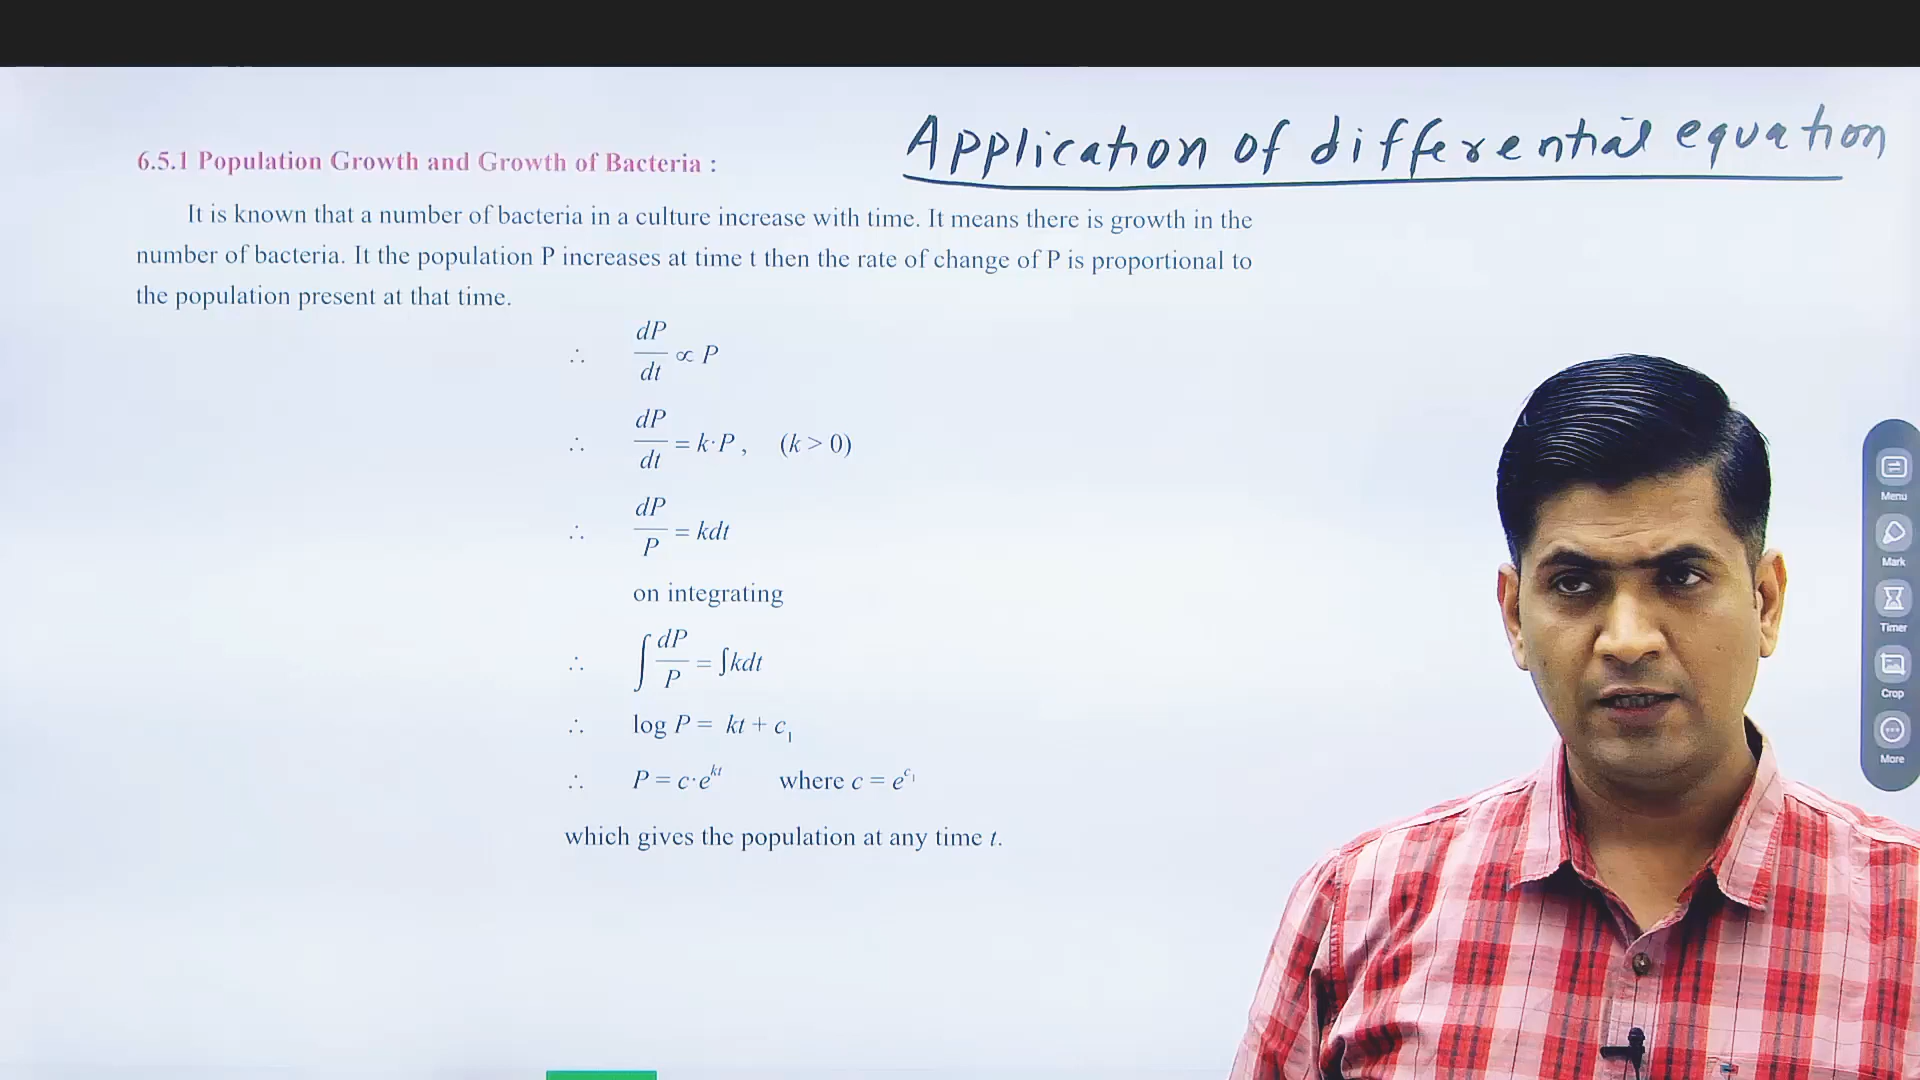 Application of differential equation
6.5.1 Population Growth and Growth of Bacteria :
It is known that a number of bacteria in a culture increase with time. It means there is growth in the
number of bacteria. It the population P increases at time t then the rate of change of P is proportional to
the population present at that time.
∴ dP/dt ∝ P
∴ dP/dt = k·P , (k > 0)
∴ dP/P = kdt
on integrating
∴ ∫ dP/P = ∫kdt
∴ log P = kt + c₁
∴ P = c·e^{kt} where c = e^{c₁}
which gives the population at any time t.
Menu
Mark
Timer
Crop
More